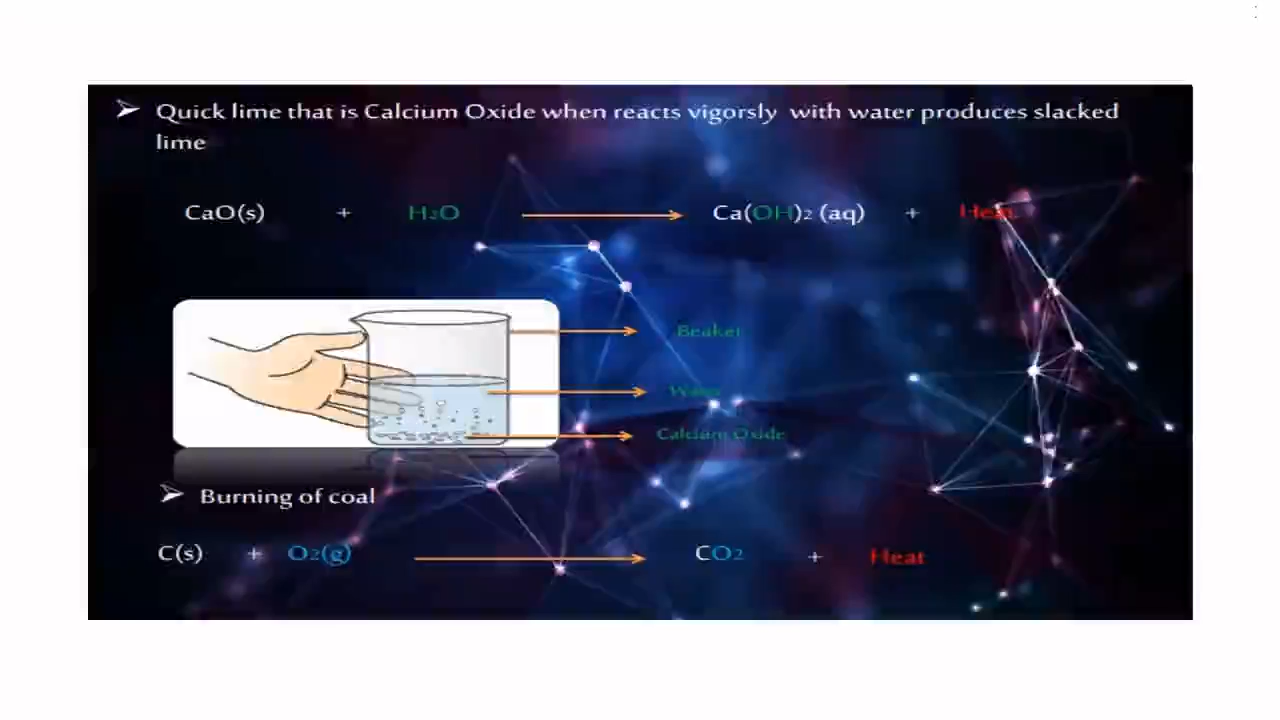 Quick lime that is Calcium Oxide when reacts vigorsly with water produces slacked
lime
CaO(s) + H2O Ca(OH)2 (aq) + Heat
Beaker
Water
Calcium Oxide
Burning of coal
C(s) + O2(g) CO2 + Heat